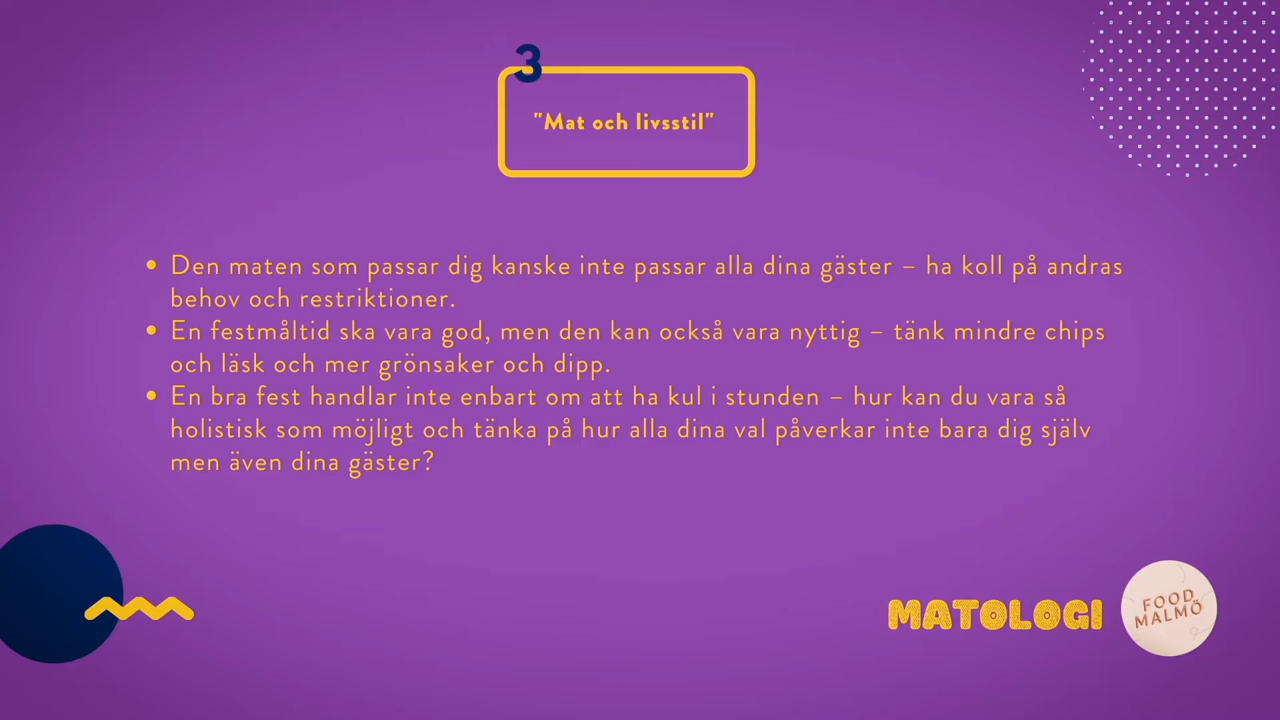 3
"Mat och livsstil"
• Den maten som passar dig kanske inte passar alla dina gäster – ha koll på andras
behov och restriktioner.
• En festmåltid ska vara god, men den kan också vara nyttig – tänk mindre chips
och läsk och mer grönsaker och dipp.
• En bra fest handlar inte enbart om att ha kul i stunden – hur kan du vara så
holistisk som möjligt och tänka på hur alla dina val påverkar inte bara dig själv
men även dina gäster?
MATOLOGI
FOOD
MALMÖ